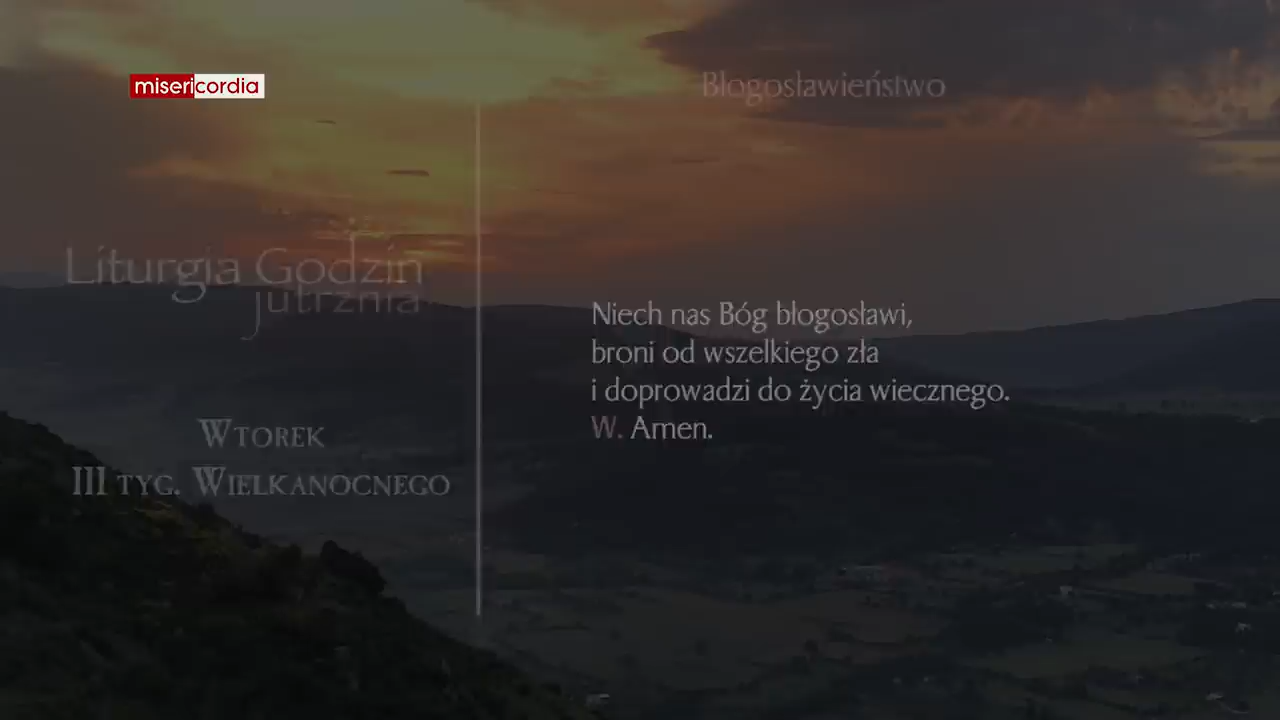 misericordia
Błogosławieństwo
Liturgia Godzin
jutrznia
Wtorek
III tyg. Wielkanocnego
Niech nas Bóg błogosławi,
broni od wszelkiego zła
i doprowadzi do życia wiecznego.
W. Amen.